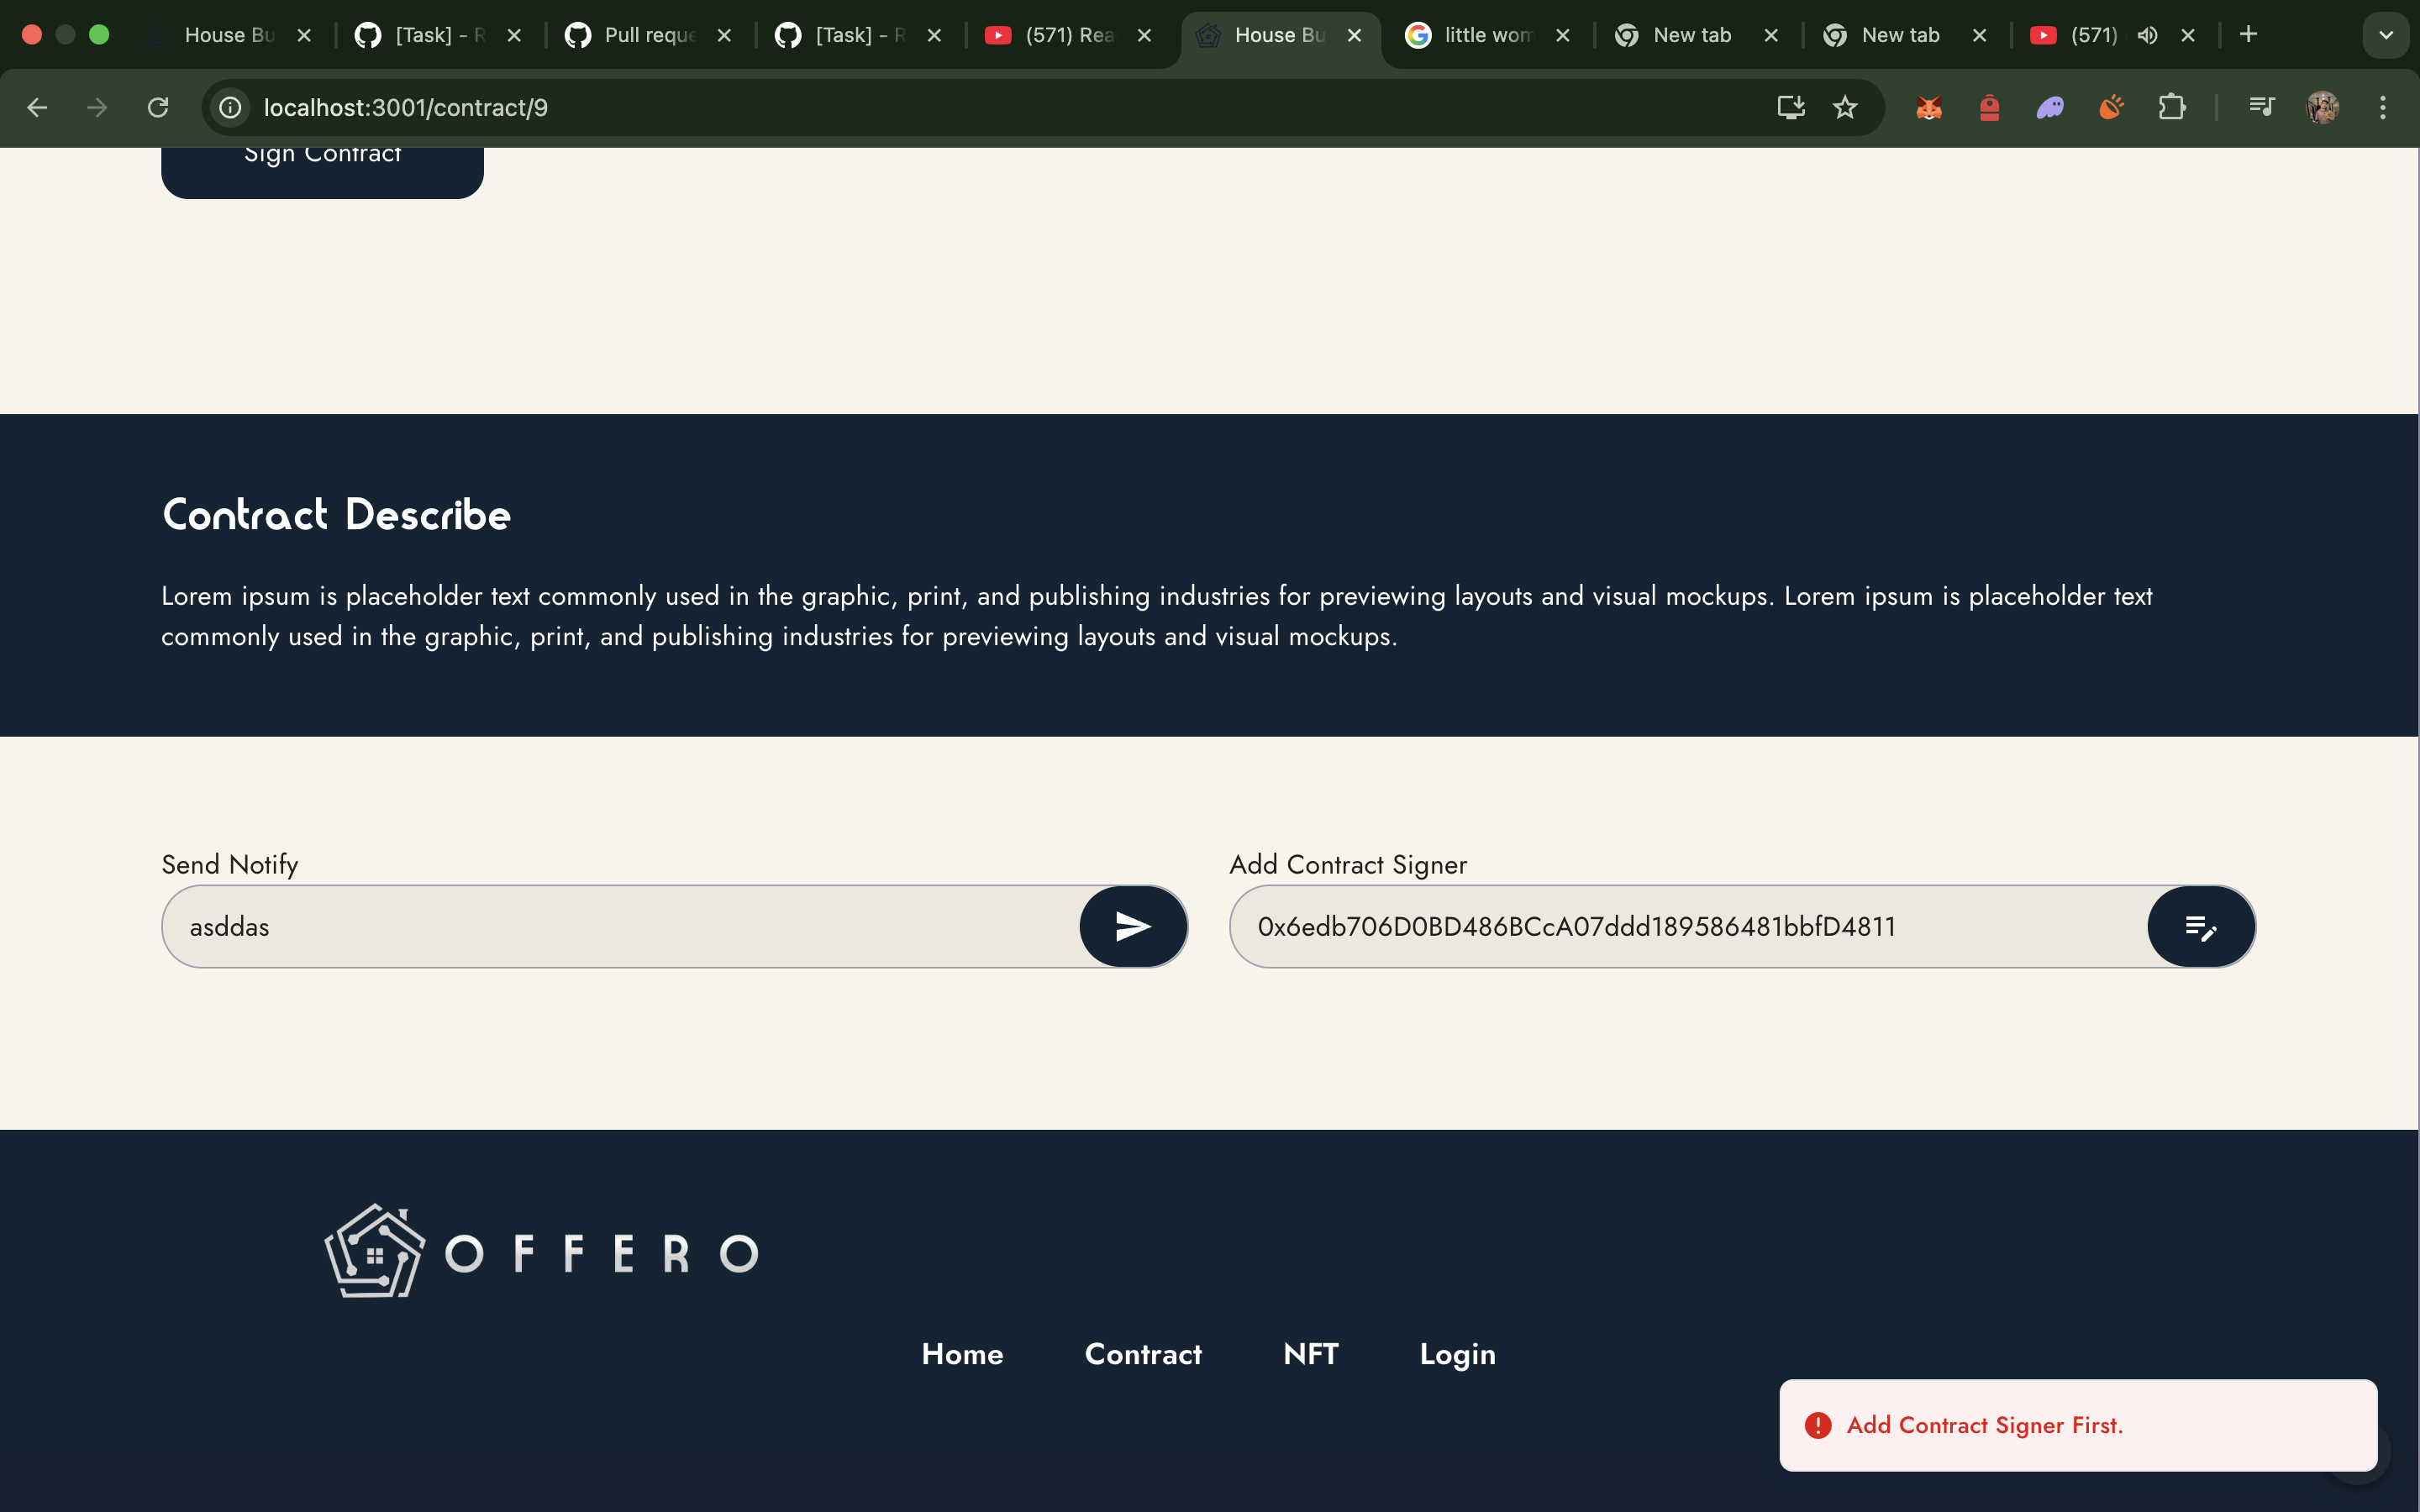 House Bu
[Task] - R
Pull reque
[Task] - R
(571) Rea
House Bu
little wom
New tab
New tab
(571)
localhost:3001/contract/9
Sign Contract
Contract Describe
Lorem ipsum is placeholder text commonly used in the graphic, print, and publishing industries for previewing layouts and visual mockups. Lorem ipsum is placeholder text
commonly used in the graphic, print, and publishing industries for previewing layouts and visual mockups.
Send Notify
asddas
Add Contract Signer
0x6edb706D0BD486BCcA07ddd189586481bbfD4811
OFFERO
Home
Contract
NFT
Login
Add Contract Signer First.